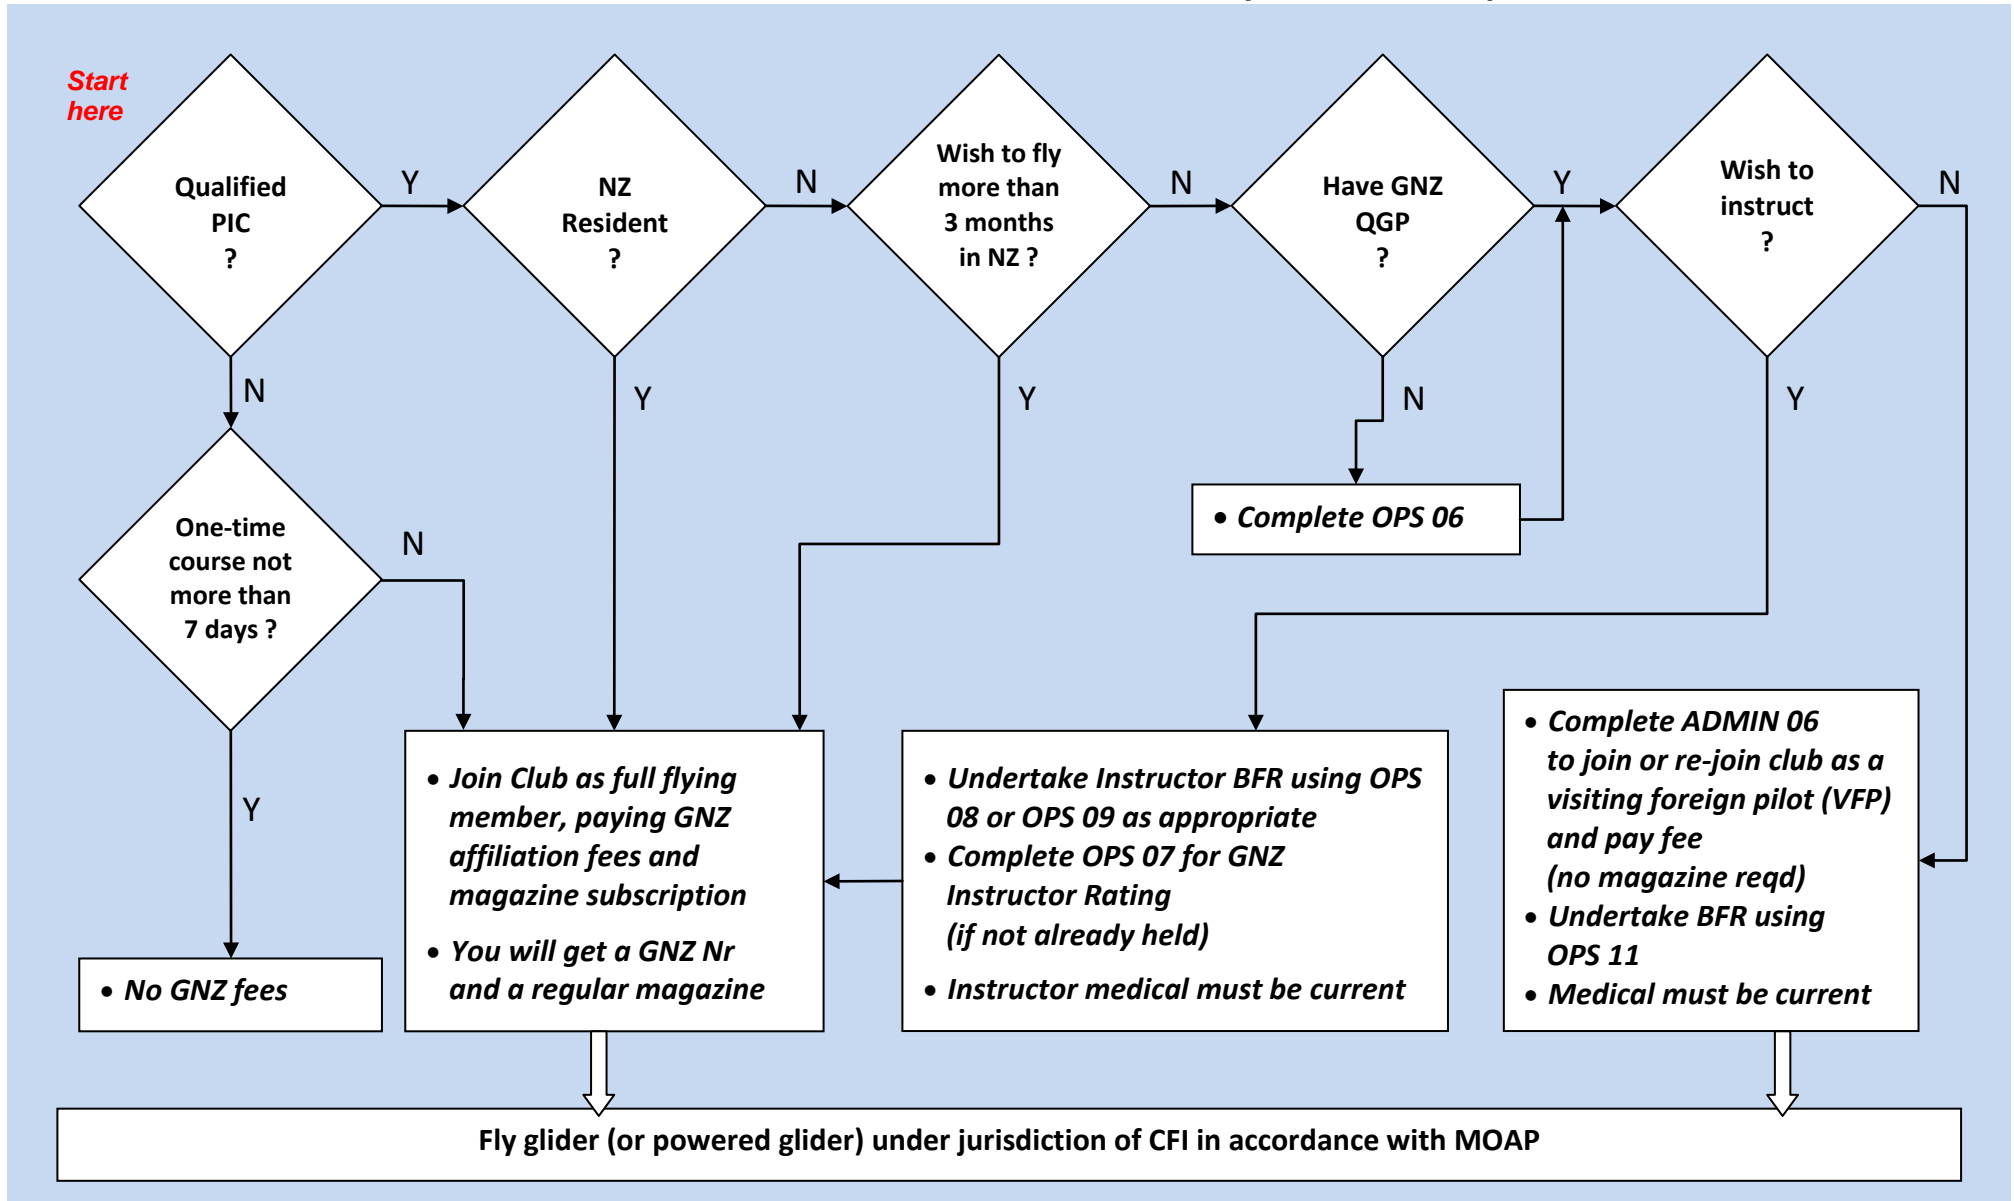 Start
here
Qualified
PIC
?
Y
NZ
Resident
?
N
Wish to fly
more than
3 months
in NZ ?
N
Have GNZ
QGP
?
Y
Wish to
instruct
?
N
N
Y
Y
N
Y
• Complete OPS 06
One-time
course not
more than
7 days ?
N
Y
• No GNZ fees
• Join Club as full flying
member, paying GNZ
affiliation fees and
magazine subscription
• You will get a GNZ Nr
and a regular magazine
• Undertake Instructor BFR using OPS
08 or OPS 09 as appropriate
• Complete OPS 07 for GNZ
Instructor Rating
(if not already held)
• Instructor medical must be current
• Complete ADMIN 06
to join or re-join club as a
visiting foreign pilot (VFP)
and pay fee
(no magazine reqd)
• Undertake BFR using
OPS 11
• Medical must be current
Fly glider (or powered glider) under jurisdiction of CFI in accordance with MOAP